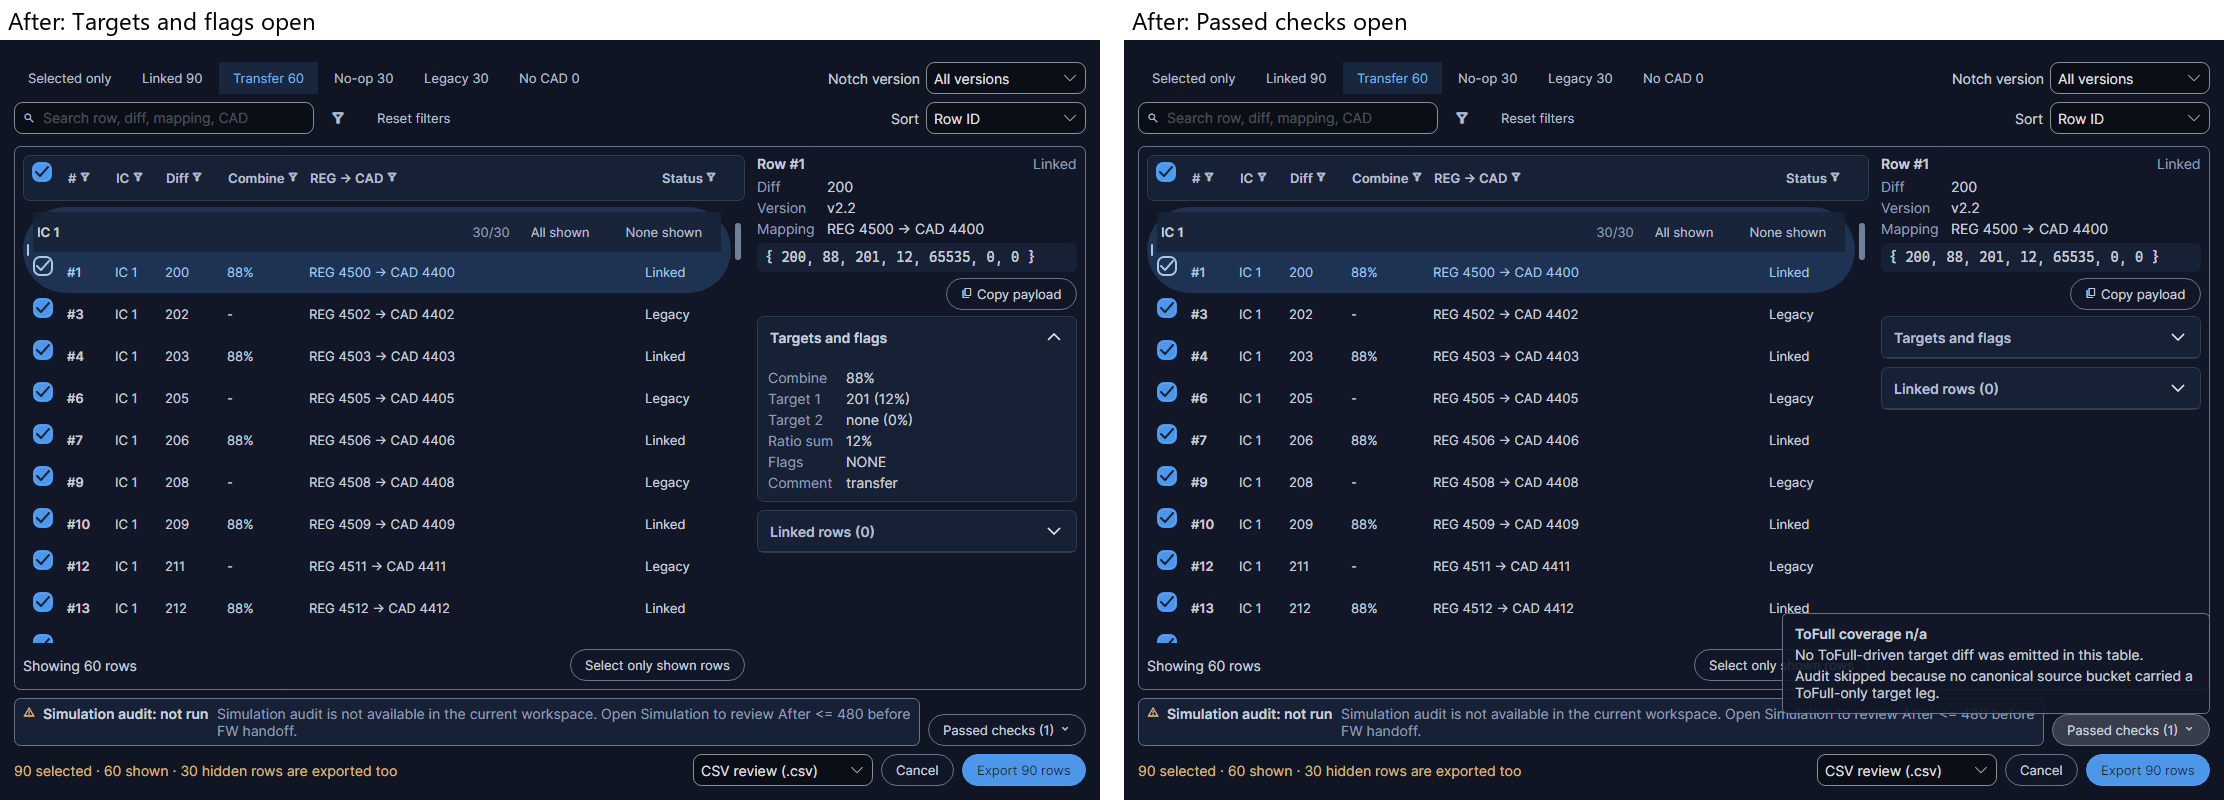 After: Targets and flags open
Selected only Linked 90 Transfer 60 No-op 30 Legacy 30 No CAD 0 Notch version All versions
Search row, diff, mapping, CAD Reset filters Sort Row ID
# IC Diff Combine REG → CAD Status
IC 1 30/30 All shown None shown
#1 IC 1 200 88% REG 4500 → CAD 4400 Linked
#3 IC 1 202 - REG 4502 → CAD 4402 Legacy
#4 IC 1 203 88% REG 4503 → CAD 4403 Linked
#6 IC 1 205 - REG 4505 → CAD 4405 Legacy
#7 IC 1 206 88% REG 4506 → CAD 4406 Linked
#9 IC 1 208 - REG 4508 → CAD 4408 Legacy
#10 IC 1 209 88% REG 4509 → CAD 4409 Linked
#12 IC 1 211 - REG 4511 → CAD 4411 Legacy
#13 IC 1 212 88% REG 4512 → CAD 4412 Linked
Showing 60 rows Select only shown rows
Row #1 Linked
Diff 200
Version v2.2
Mapping REG 4500 → CAD 4400
{ 200, 88, 201, 12, 65535, 0, 0 }
Copy payload
Targets and flags
Combine 88%
Target 1 201 (12%)
Target 2 none (0%)
Ratio sum 12%
Flags NONE
Comment transfer
Linked rows (0)
Simulation audit: not run Simulation audit is not available in the current workspace. Open Simulation to review After <= 480 before
FW handoff.
Passed checks (1)
90 selected · 60 shown · 30 hidden rows are exported too CSV review (.csv) Cancel Export 90 rows
After: Passed checks open
Selected only Linked 90 Transfer 60 No-op 30 Legacy 30 No CAD 0 Notch version All versions
Search row, diff, mapping, CAD Reset filters Sort Row ID
# IC Diff Combine REG → CAD Status
IC 1 30/30 All shown None shown
#1 IC 1 200 88% REG 4500 → CAD 4400 Linked
#3 IC 1 202 - REG 4502 → CAD 4402 Legacy
#4 IC 1 203 88% REG 4503 → CAD 4403 Linked
#6 IC 1 205 - REG 4505 → CAD 4405 Legacy
#7 IC 1 206 88% REG 4506 → CAD 4406 Linked
#9 IC 1 208 - REG 4508 → CAD 4408 Legacy
#10 IC 1 209 88% REG 4509 → CAD 4409 Linked
#12 IC 1 211 - REG 4511 → CAD 4411 Legacy
#13 IC 1 212 88% REG 4512 → CAD 4412 Linked
Showing 60 rows Select only shown rows
Row #1 Linked
Diff 200
Version v2.2
Mapping REG 4500 → CAD 4400
{ 200, 88, 201, 12, 65535, 0, 0 }
Copy payload
Targets and flags
Linked rows (0)
ToFull coverage n/a
No ToFull-driven target diff was emitted in this table.
Audit skipped because no canonical source bucket carried a
ToFull-only target leg.
Simulation audit: not run Simulation audit is not available in the current workspace. Open Simulation to review After <= 480 before
FW handoff.
Passed checks (1)
90 selected · 60 shown · 30 hidden rows are exported too CSV review (.csv) Cancel Export 90 rows